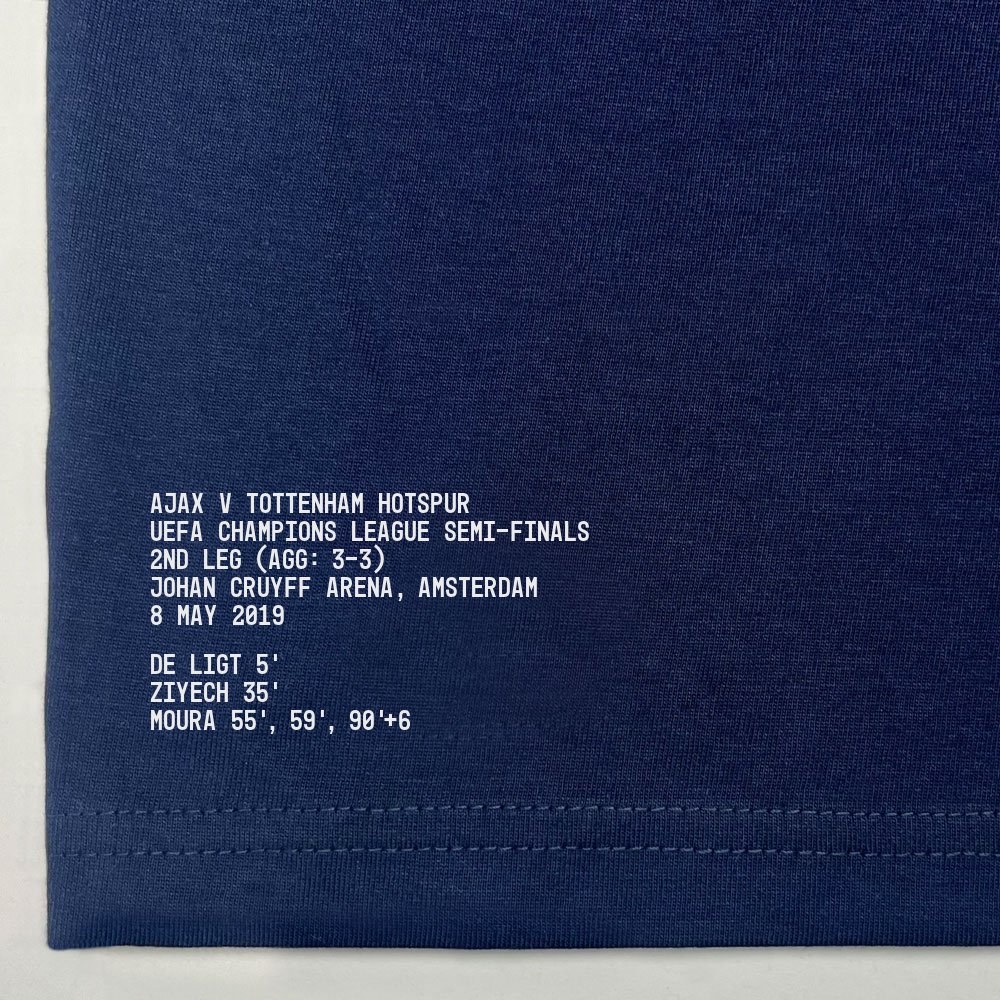 AJAX V TOTTENHAM HOTSPUR
UEFA CHAMPIONS LEAGUE SEMI-FINALS
2ND LEG (AGG: 3-3)
JOHAN CRUYFF ARENA, AMSTERDAM
8 MAY 2019
DE LIGT 5'
ZIYECH 35'
MOURA 55', 59', 90'+6